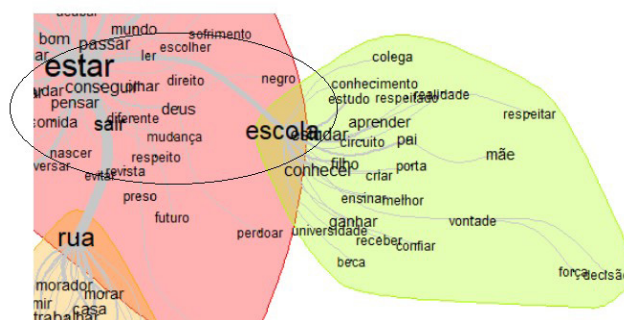 mundo
sofrimento
bom
passar
escolher
ler
estar
negro
colega
conseguir
olhar
direito
conhecimento
pensar
deus
estudo
respeitado
realidade
respeitar
diferente
sair
escola
estudar
aprender
mudança
circuito
pai
mãe
nascer
respeito
conhecer
filho
porta
evitar
revista
criar
preso
ensinar
melhor
futuro
ganhar
vontade
rua
perdoar
universidade
receber
confiar
beca
força
decisão
morador
morar
casa